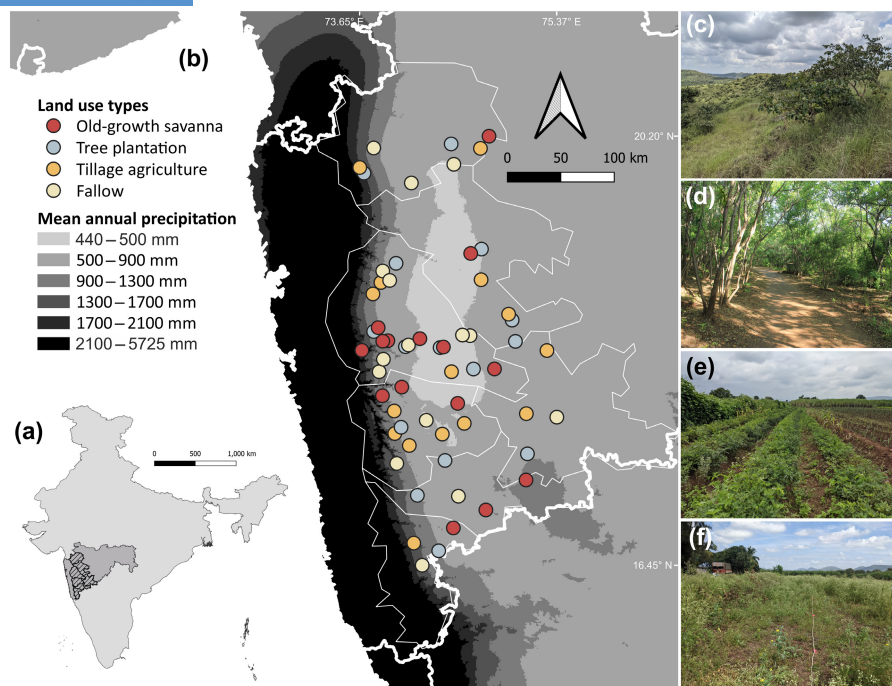 (b)
73.65° E
75.37° E
Land use types
Old-growth savanna
Tree plantation
Tillage agriculture
Fallow
Mean annual precipitation
440–500 mm
500–900 mm
900–1300 mm
1300–1700 mm
1700–2100 mm
2100–5725 mm
20.20° N
0 50 100 km
16.45° N
(a)
0 500 1,000 km
(c)
(d)
(e)
(f)